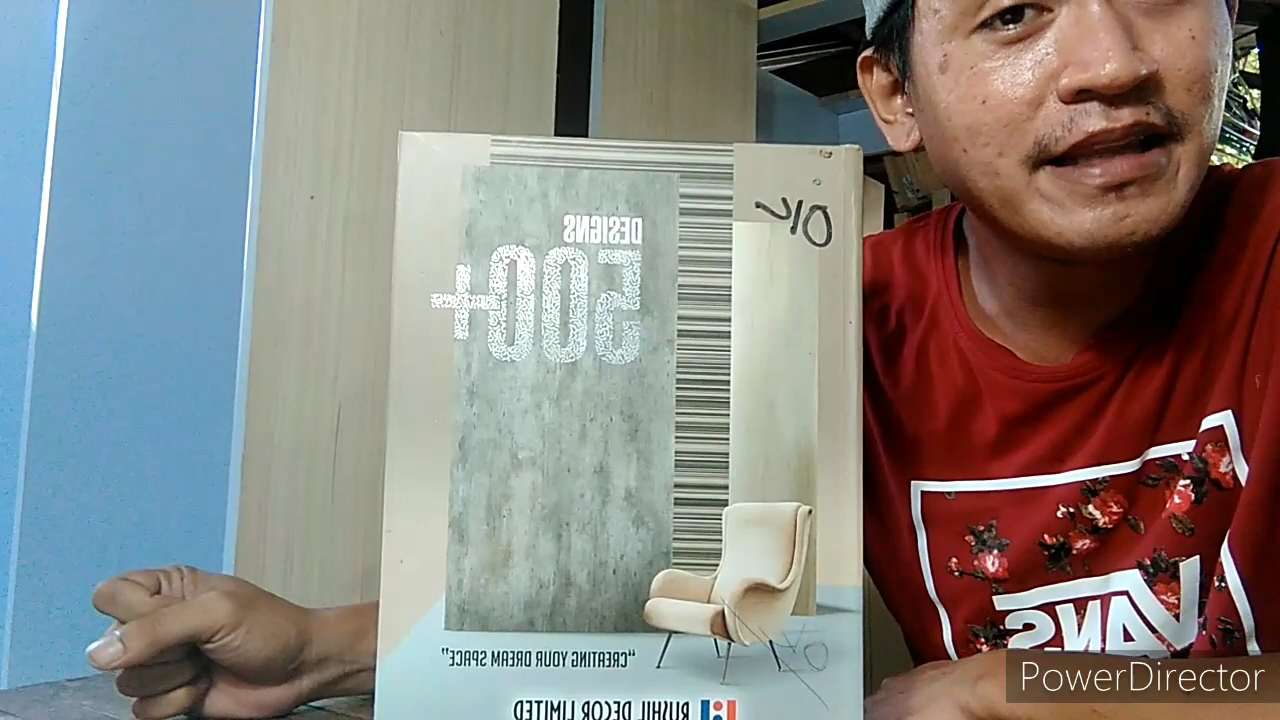 DESIGNS
500+
"CREATING YOUR DREAM SPACE"
RUSHIL DECOR LIMITED
VANS
PowerDirector